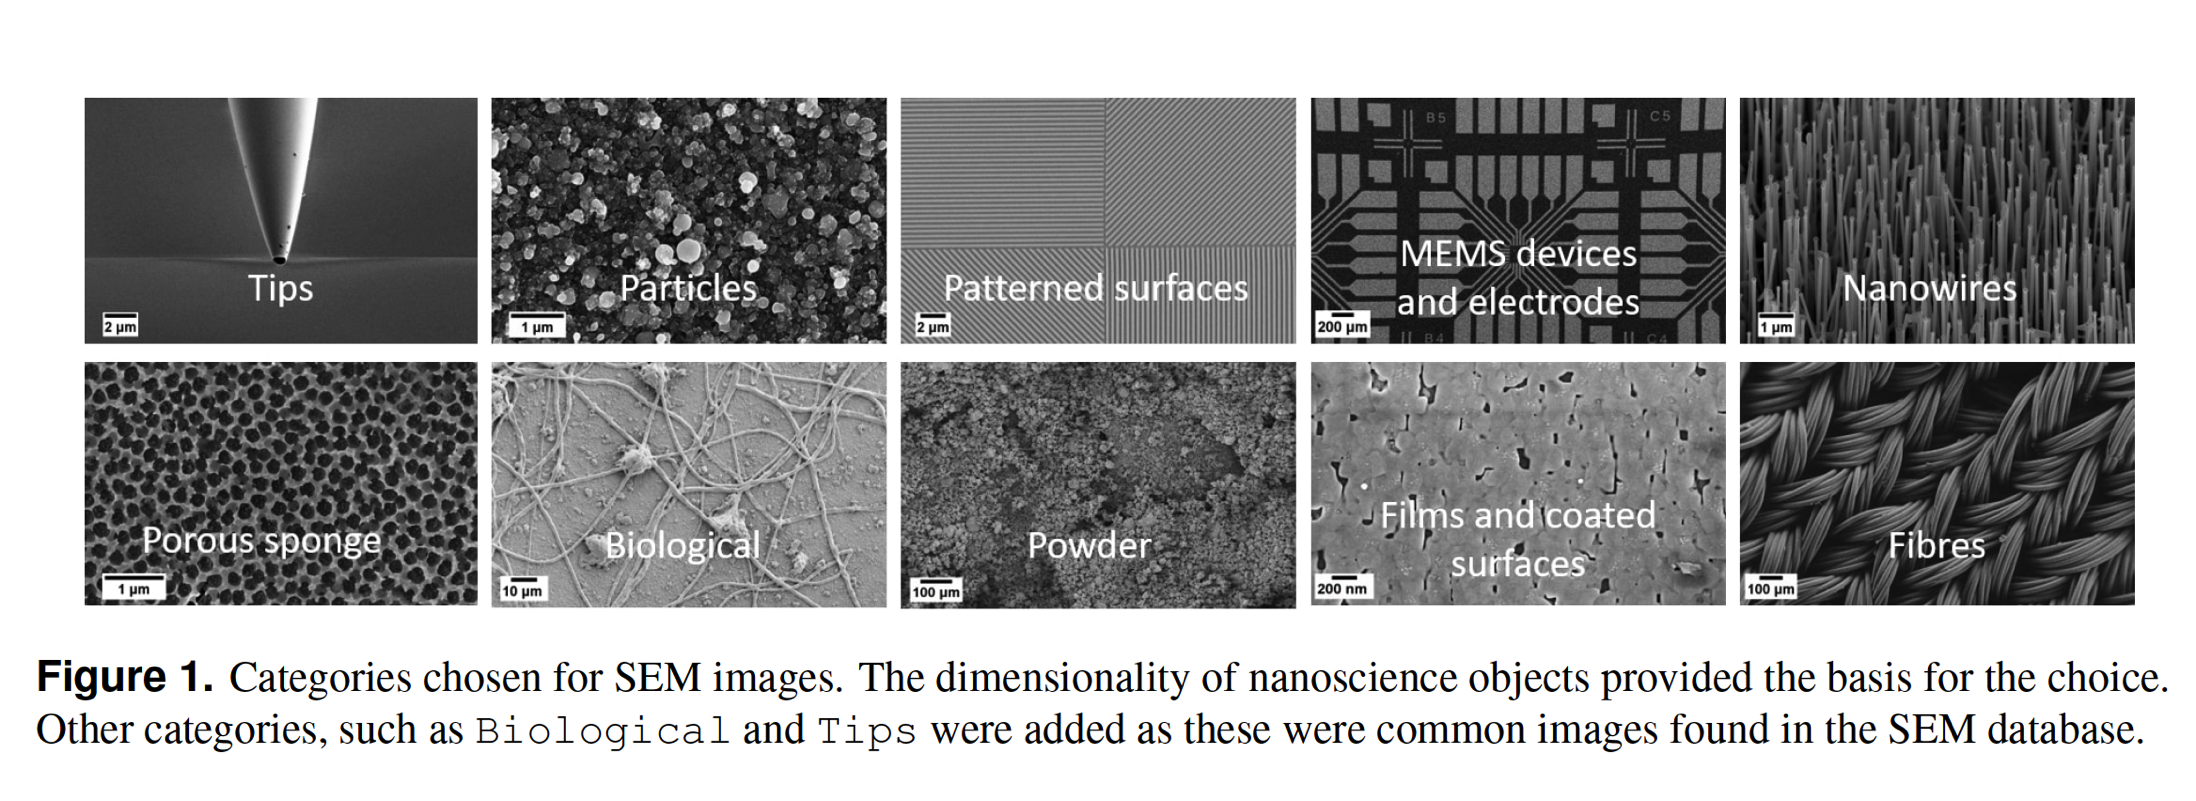 B5
C5
Tips
Particles
Patterned surfaces
MEMS devices
and electrodes
Nanowires
2 µm
1 µm
2 µm
200 µm
1 µm
B4
C4
Porous sponge
Biological
Powder
Films and coated
surfaces
Fibres
1 µm
10 µm
100 µm
200 nm
100 µm
Figure 1. Categories chosen for SEM images. The dimensionality of nanoscience objects provided the basis for the choice.
Other categories, such as Biological and Tips were added as these were common images found in the SEM database.